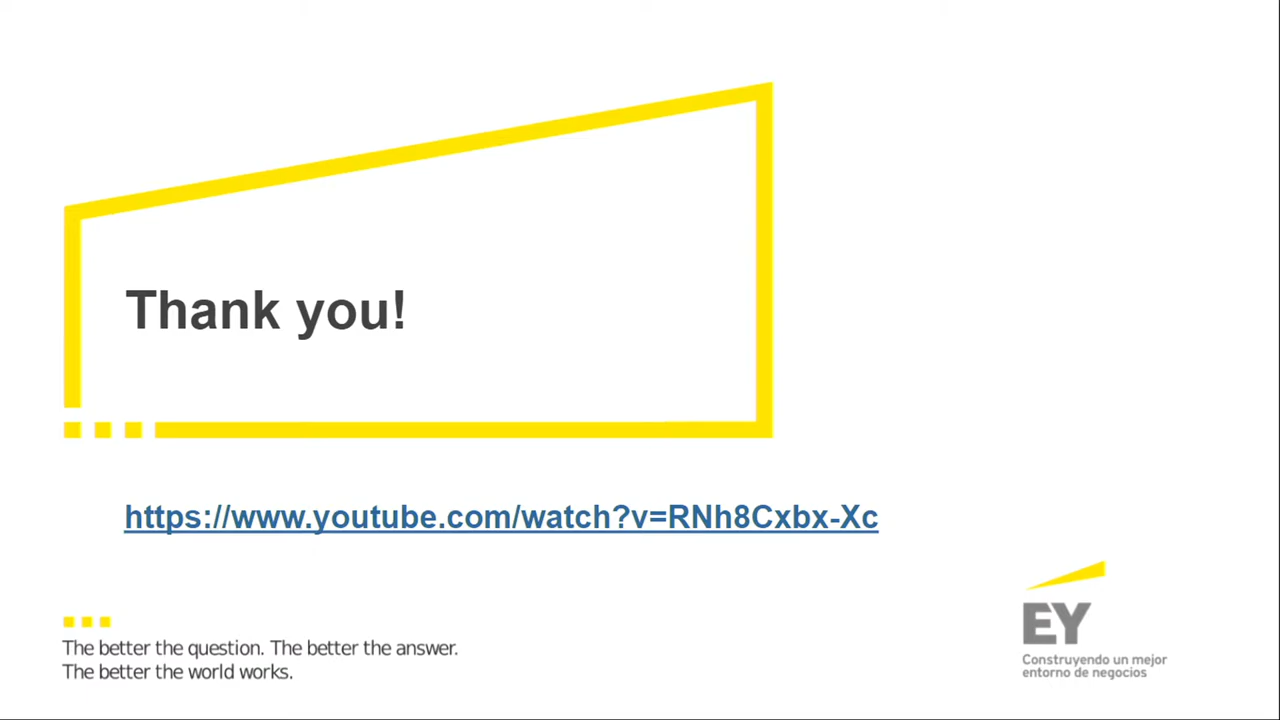 Thank you!
https://www.youtube.com/watch?v=RNh8Cxbx-Xc
The better the question. The better the answer.
The better the world works.
EY
Construyendo un mejor
entorno de negocios